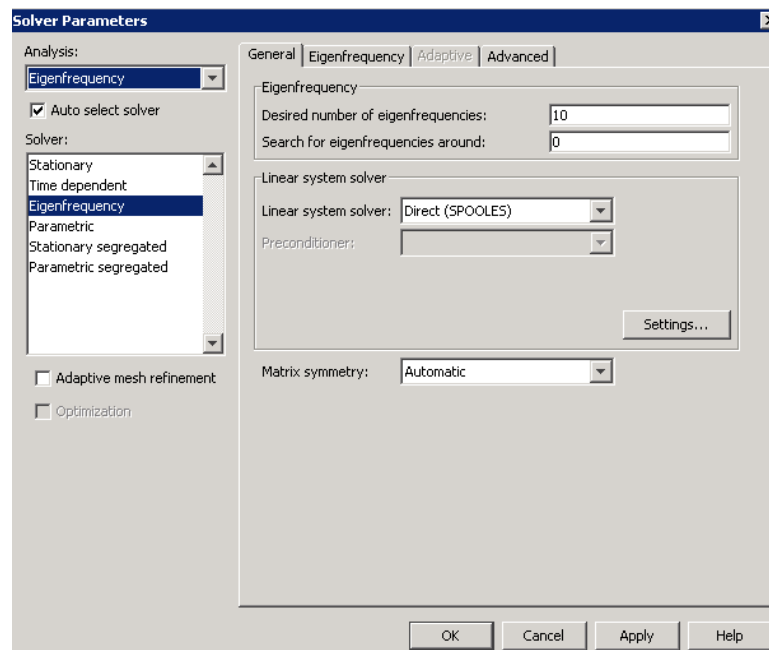 Solver Parameters
Analysis:
Eigenfrequency
Auto select solver
Solver:
Stationary
Time dependent
Eigenfrequency
Parametric
Stationary segregated
Parametric segregated
Adaptive mesh refinement
Optimization
General Eigenfrequency Adaptive Advanced
Eigenfrequency
Desired number of eigenfrequencies: 10
Search for eigenfrequencies around: 0
Linear system solver
Linear system solver: Direct (SPOOLES)
Preconditioner:
Settings...
Matrix symmetry: Automatic
OK Cancel Apply Help